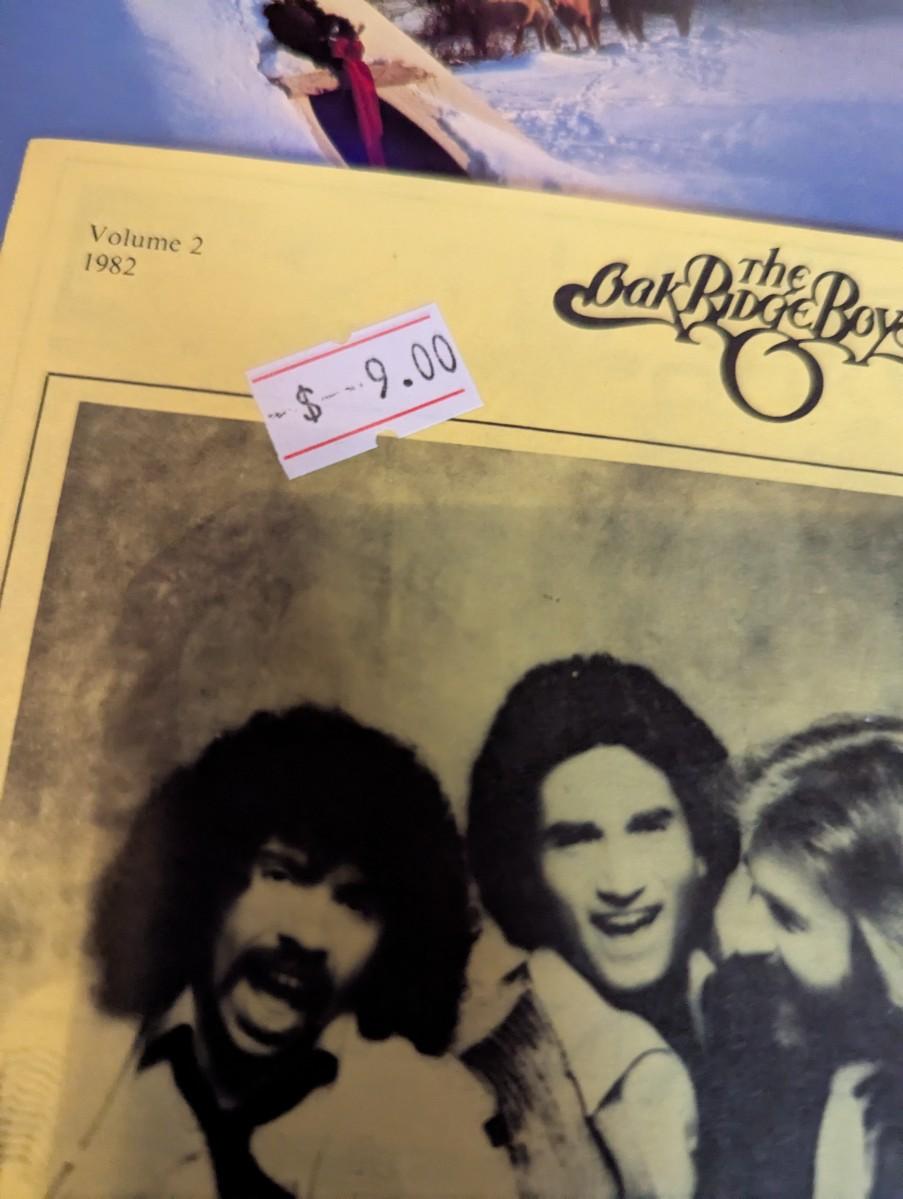 Volume 2
1982
The
Oak Ridge Boys
$ 9.00